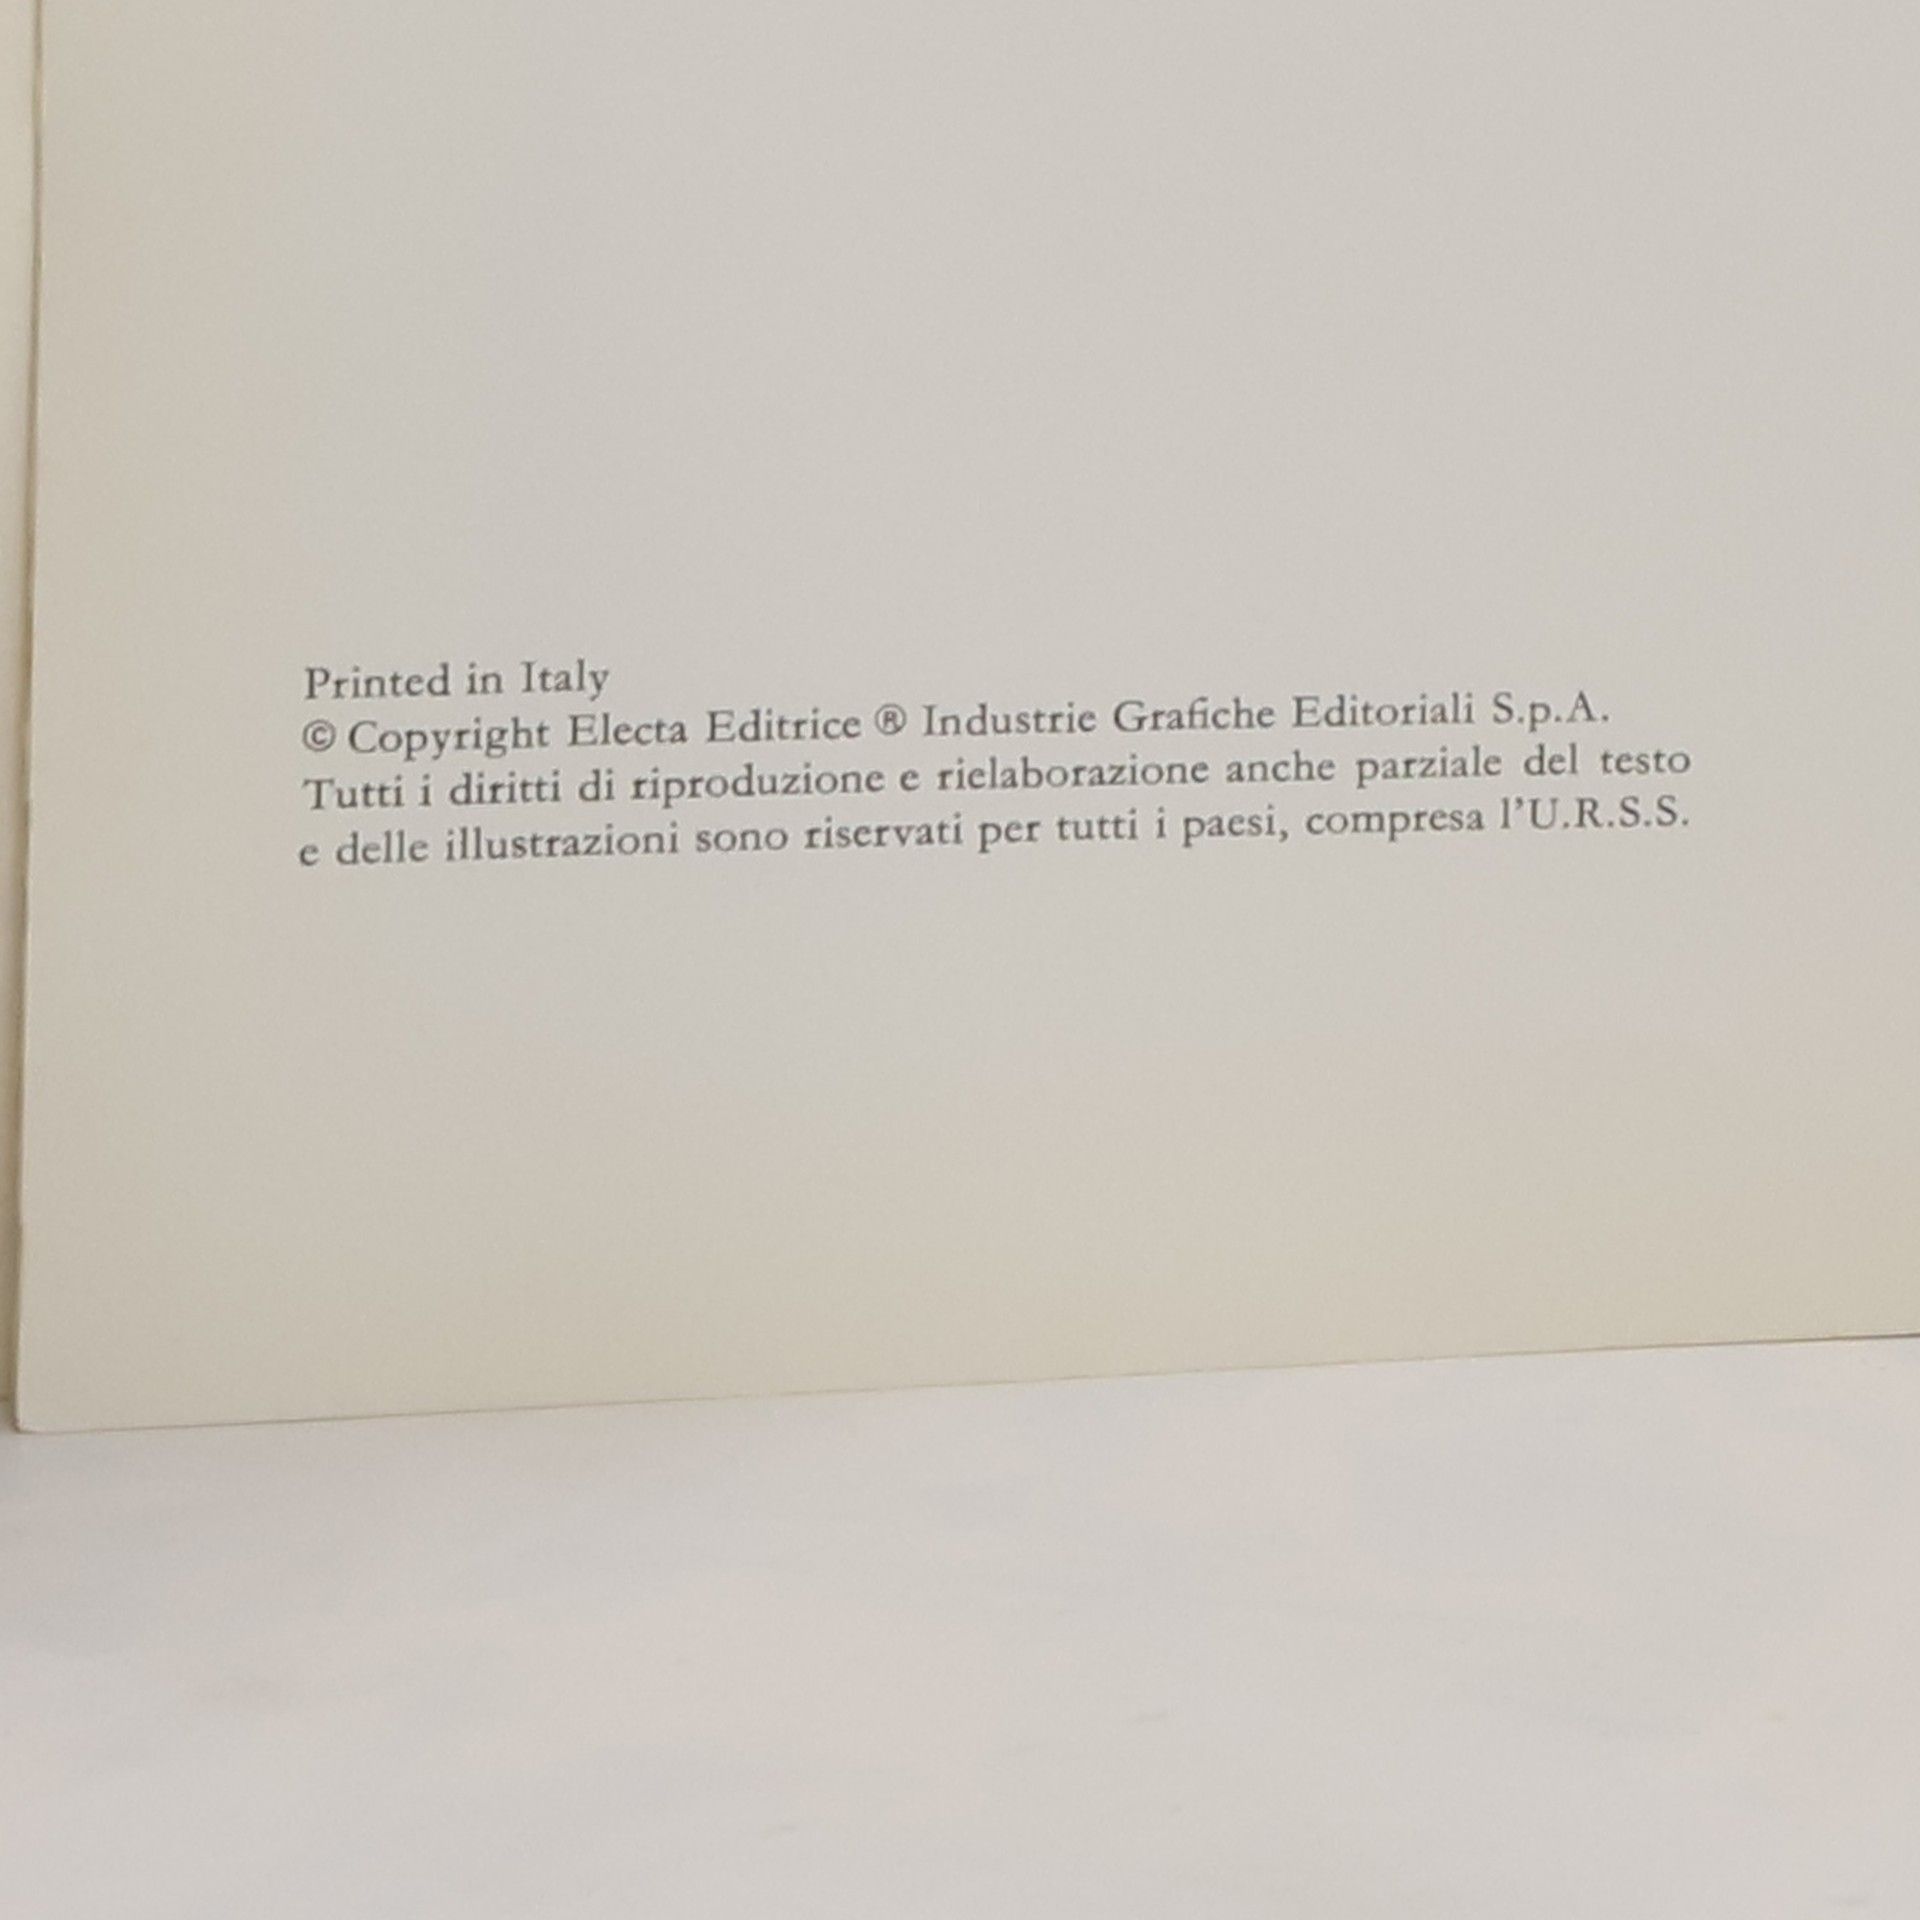 Printed in Italy
© Copyright Electa Editrice ® Industrie Grafiche Editoriali S.p.A.
Tutti i diritti di riproduzione e rielaborazione anche parziale del testo
e delle illustrazioni sono riservati per tutti i paesi, compresa l'U.R.S.S.